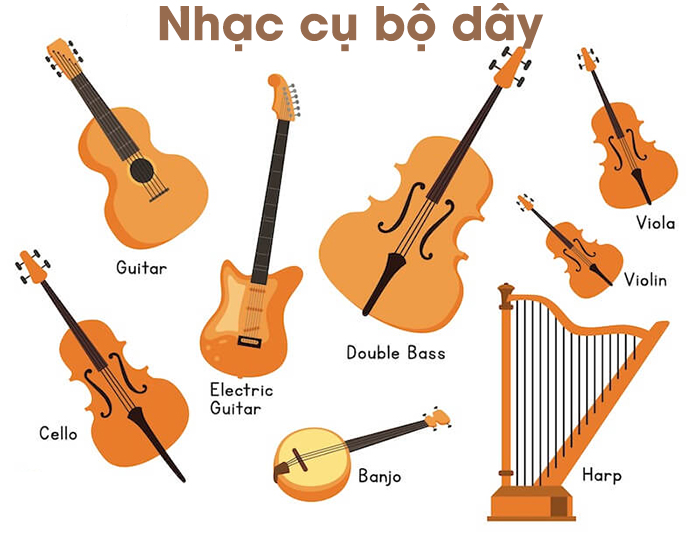 Nhạc cụ bộ dây
Guitar
Electric
Guitar
Double Bass
Viola
Violin
Cello
Banjo
Harp